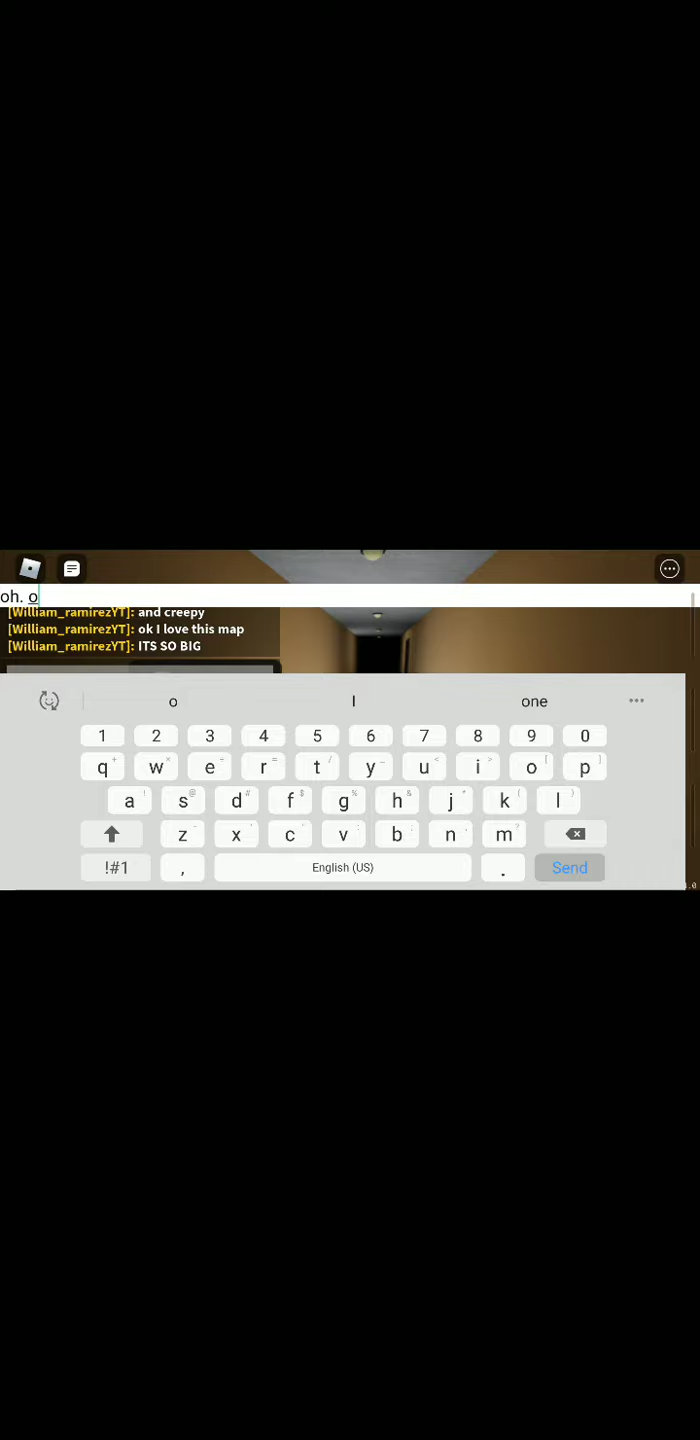 oh. o
[William_ramirezYT]: and creepy
[William_ramirezYT]: ok I love this map
[William_ramirezYT]: ITS SO BIG
o I one
1 2 3 4 5 6 7 8 9 0
q w e r t y u i o p
a s d f g h j k l
z x c v b n m
!#1 , English (US) . Send